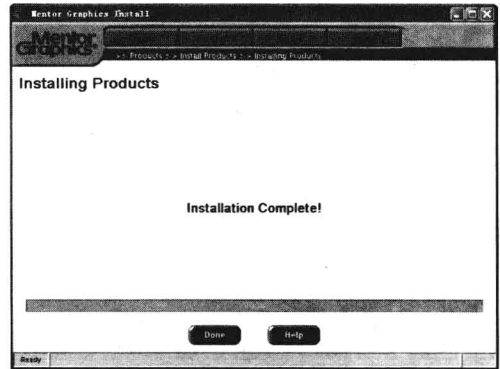 Mentor Graphics Install
Mentor
Graphics
>> Products >> Install Products >> Installing Products
Installing Products
Installation Complete!
Done
Help
Ready